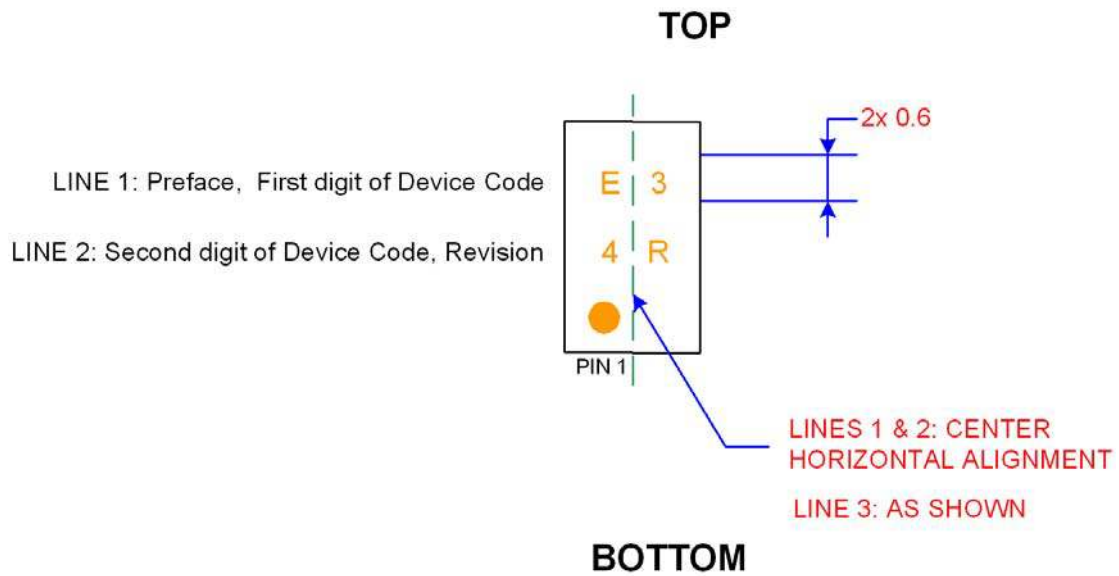 TOP
2x 0.6
LINE 1: Preface, First digit of Device Code
E 3
LINE 2: Second digit of Device Code, Revision
4 R
PIN 1
LINES 1 & 2: CENTER
HORIZONTAL ALIGNMENT
LINE 3: AS SHOWN
BOTTOM